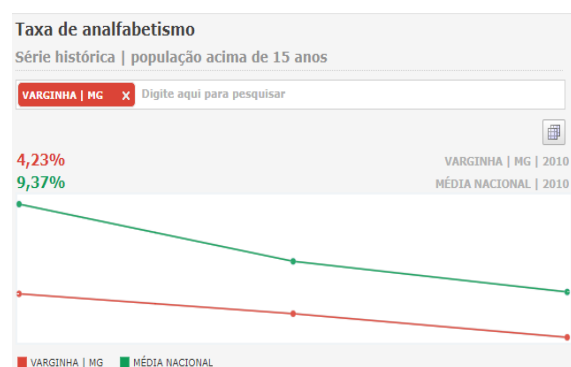 Taxa de analfabetismo
Série histórica | população acima de 15 anos
VARGINHA | MG x Digite aqui para pesquisar
4,23% VARGINHA | MG | 2010
9,37% MÉDIA NACIONAL | 2010
VARGINHA | MG MÉDIA NACIONAL